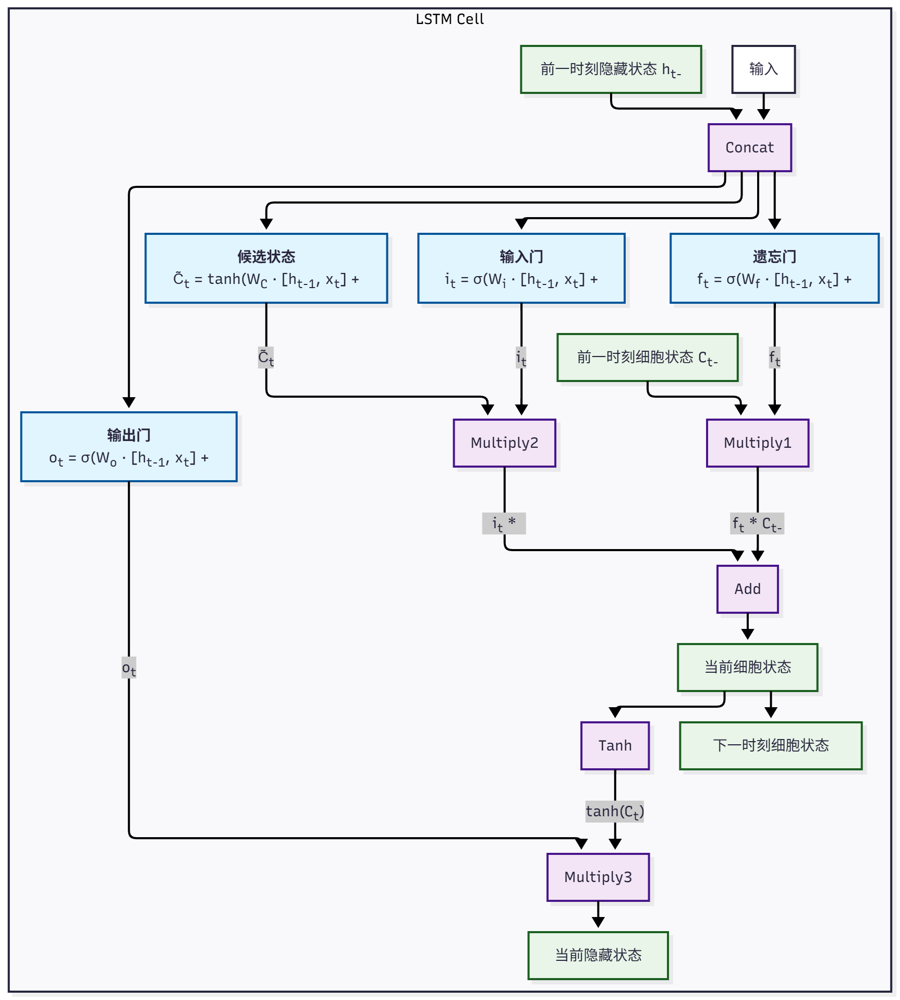 LSTM Cell
前一时刻隐藏状态 hₜ₋
输入
Concat
候选状态
C̃ₜ = tanh(W_C · [hₜ₋₁, xₜ] +
输入门
iₜ = σ(Wᵢ · [hₜ₋₁, xₜ] +
遗忘门
fₜ = σ(W_f · [hₜ₋₁, xₜ] +
C̃ₜ
iₜ
前一时刻细胞状态 Cₜ₋
fₜ
输出门
oₜ = σ(Wₒ · [hₜ₋₁, xₜ] +
Multiply2
Multiply1
iₜ *
fₜ * Cₜ₋
Add
oₜ
当前细胞状态
Tanh
下一时刻细胞状态
tanh(Cₜ)
Multiply3
当前隐藏状态